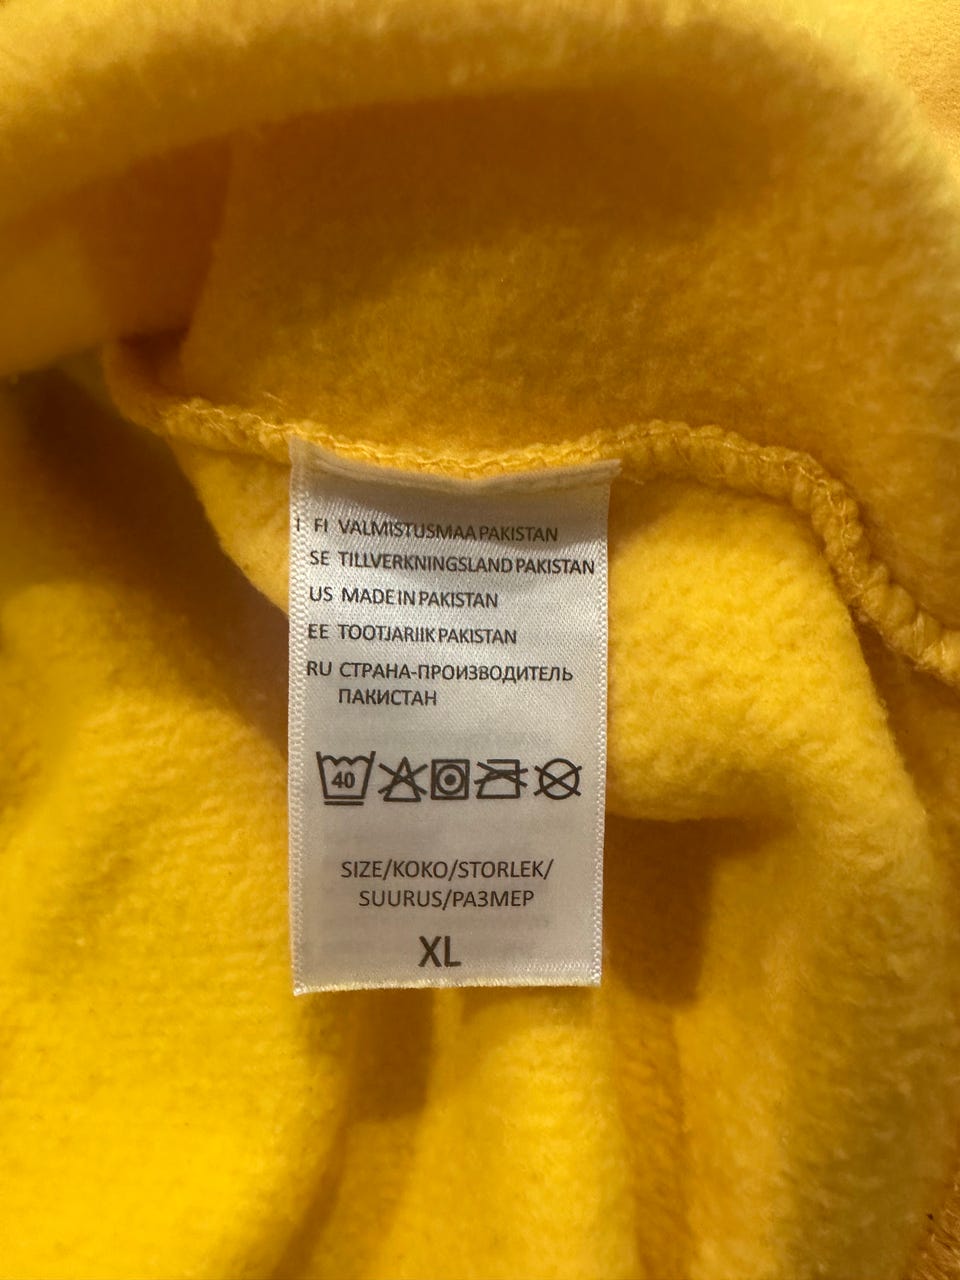 FI VALMISTUSMAA PAKISTAN
SE TILLVERKNINGSLAND PAKISTAN
US MADE IN PAKISTAN
EE TOOTJARIIK PAKISTAN
RU СТРАНА-ПРОИЗВОДИТЕЛЬ
ПАКИСТАН
40
SIZE/KOKO/STORLEK/
SUURUS/РАЗМЕР
XL